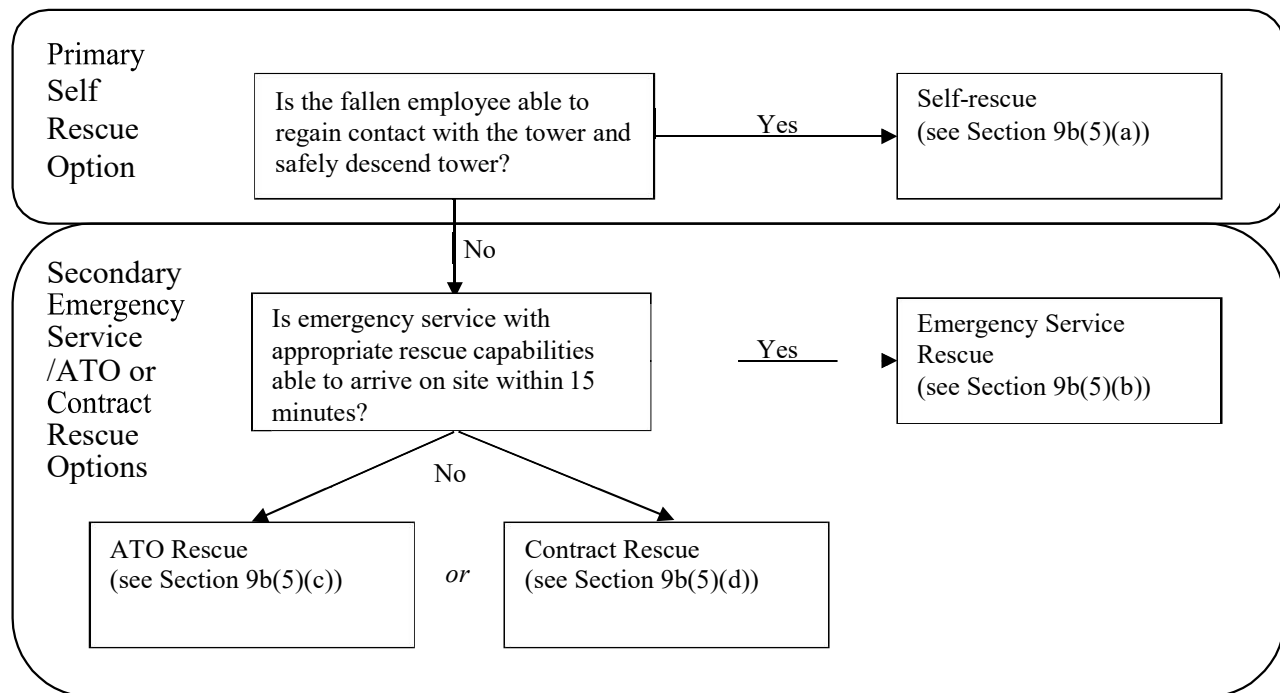 Primary
Self
Rescue
Option
Is the fallen employee able to
regain contact with the tower and
safely descend tower?
Yes
Self-rescue
(see Section 9b(5)(a))
No
Secondary
Emergency
Service
/ATO or
Contract
Rescue
Options
Is emergency service with
appropriate rescue capabilities
able to arrive on site within 15
minutes?
Yes
Emergency Service
Rescue
(see Section 9b(5)(b))
No
ATO Rescue
(see Section 9b(5)(c))
or
Contract Rescue
(see Section 9b(5)(d))